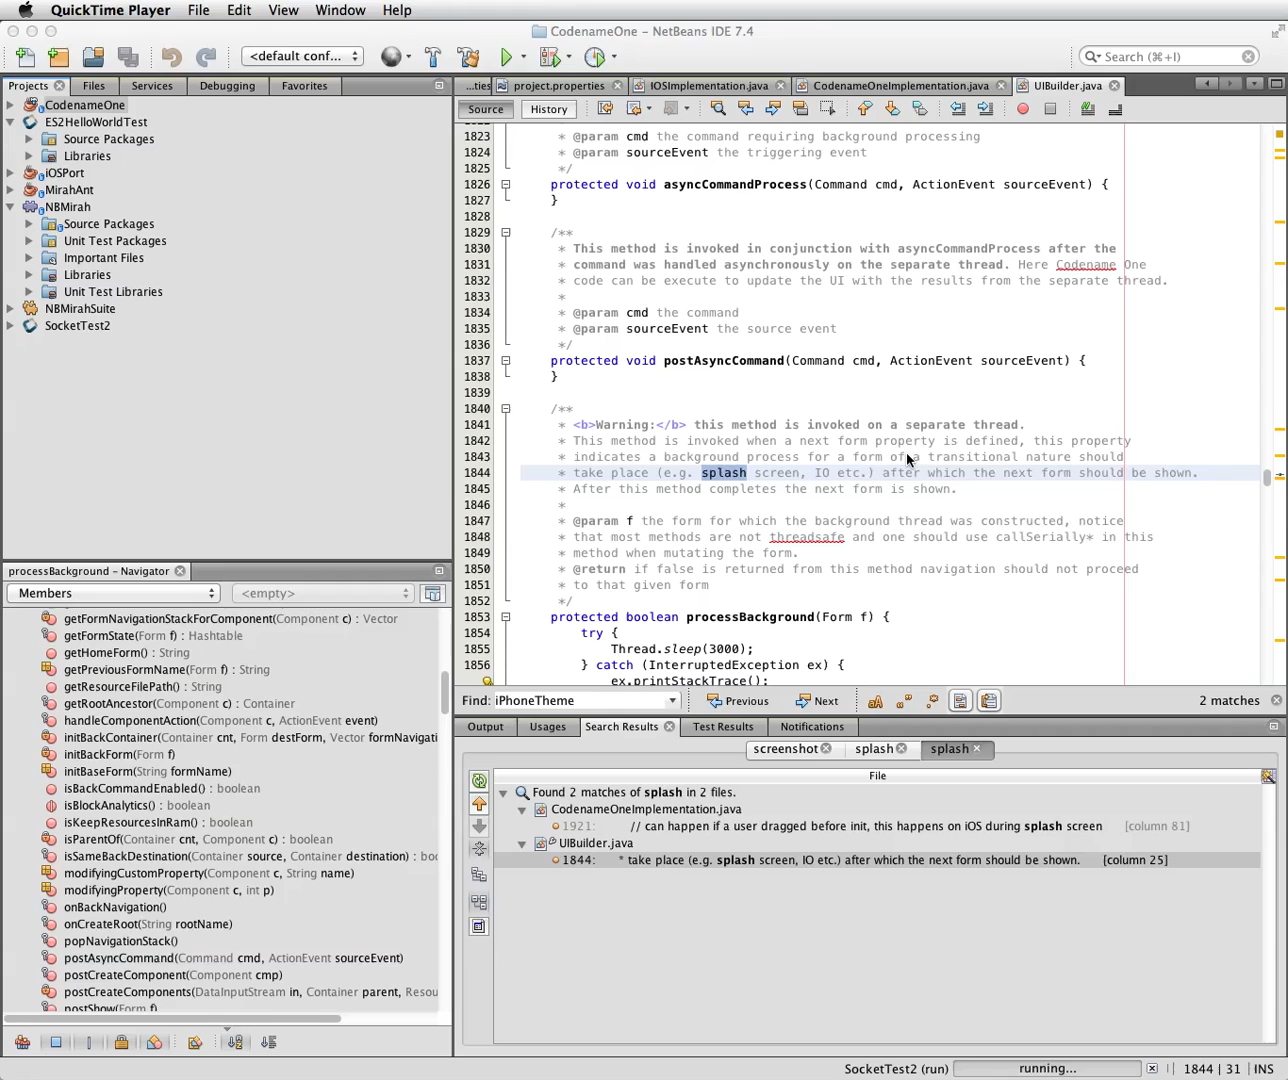 QuickTime Player File Edit View Window Help
CodenameOne – NetBeans IDE 7.4
<default conf... Search (⌘+I)
Projects Files Services Debugging Favorites
CodenameOne
ES2HelloWorldTest
Source Packages
Libraries
iOSPort
MirahAnt
NBMirah
Source Packages
Unit Test Packages
Important Files
Libraries
Unit Test Libraries
NBMirahSuite
SocketTest2
processBackground – Navigator
Members <empty>
getFormNavigationStackForComponent(Component c) : Vector
getFormState(Form f) : Hashtable
getHomeForm() : String
getPreviousFormName(Form f) : String
getResourceFilePath() : String
getRootAncestor(Component c) : Container
handleComponentAction(Component c, ActionEvent event)
initBackContainer(Container cnt, Form destForm, Vector formNavigati
initBackForm(Form f)
initBaseForm(String formName)
isBackCommandEnabled() : boolean
isBlockAnalytics() : boolean
isKeepResourcesInRam() : boolean
isParentOf(Container cnt, Component c) : boolean
isSameBackDestination(Container source, Container destination) : boo
modifyingCustomProperty(Component c, String name)
modifyingProperty(Component c, int p)
onBackNavigation()
onCreateRoot(String rootName)
popNavigationStack()
postAsyncCommand(Command cmd, ActionEvent sourceEvent)
postCreateComponent(Component cmp)
postCreateComponents(DataInputStream in, Container parent, Resou
postShow(Form f)
...ties project.properties IOSImplementation.java CodenameOneImplementation.java UIBuilder.java
Source History
1823 * @param cmd the command requiring background processing
1824 * @param sourceEvent the triggering event
1825 */
1826 protected void asyncCommandProcess(Command cmd, ActionEvent sourceEvent) {
1827 }
1828
1829 /**
1830 * This method is invoked in conjunction with asyncCommandProcess after the
1831 * command was handled asynchronously on the separate thread. Here Codename One
1832 * code can be execute to update the UI with the results from the separate thread.
1833 *
1834 * @param cmd the command
1835 * @param sourceEvent the source event
1836 */
1837 protected void postAsyncCommand(Command cmd, ActionEvent sourceEvent) {
1838 }
1839
1840 /**
1841 * <b>Warning:</b> this method is invoked on a separate thread.
1842 * This method is invoked when a next form property is defined, this property
1843 * indicates a background process for a form of a transitional nature should
1844 * take place (e.g. splash screen, IO etc.) after which the next form should be shown.
1845 * After this method completes the next form is shown.
1846 *
1847 * @param f the form for which the background thread was constructed, notice
1848 * that most methods are not threadsafe and one should use callSerially* in this
1849 * method when mutating the form.
1850 * @return if false is returned from this method navigation should not proceed
1851 * to that given form
1852 */
1853 protected boolean processBackground(Form f) {
1854 try {
1855 Thread.sleep(3000);
1856 } catch (InterruptedException ex) {
ex.printStackTrace();
Find: iPhoneTheme Previous Next 2 matches
Output Usages Search Results Test Results Notifications
screenshot splash splash
File
Found 2 matches of splash in 2 files.
CodenameOneImplementation.java
1921: // can happen if a user dragged before init, this happens on iOS during splash screen [column 81]
UIBuilder.java
1844: * take place (e.g. splash screen, IO etc.) after which the next form should be shown. [column 25]
SocketTest2 (run) running... 1844 | 31 INS